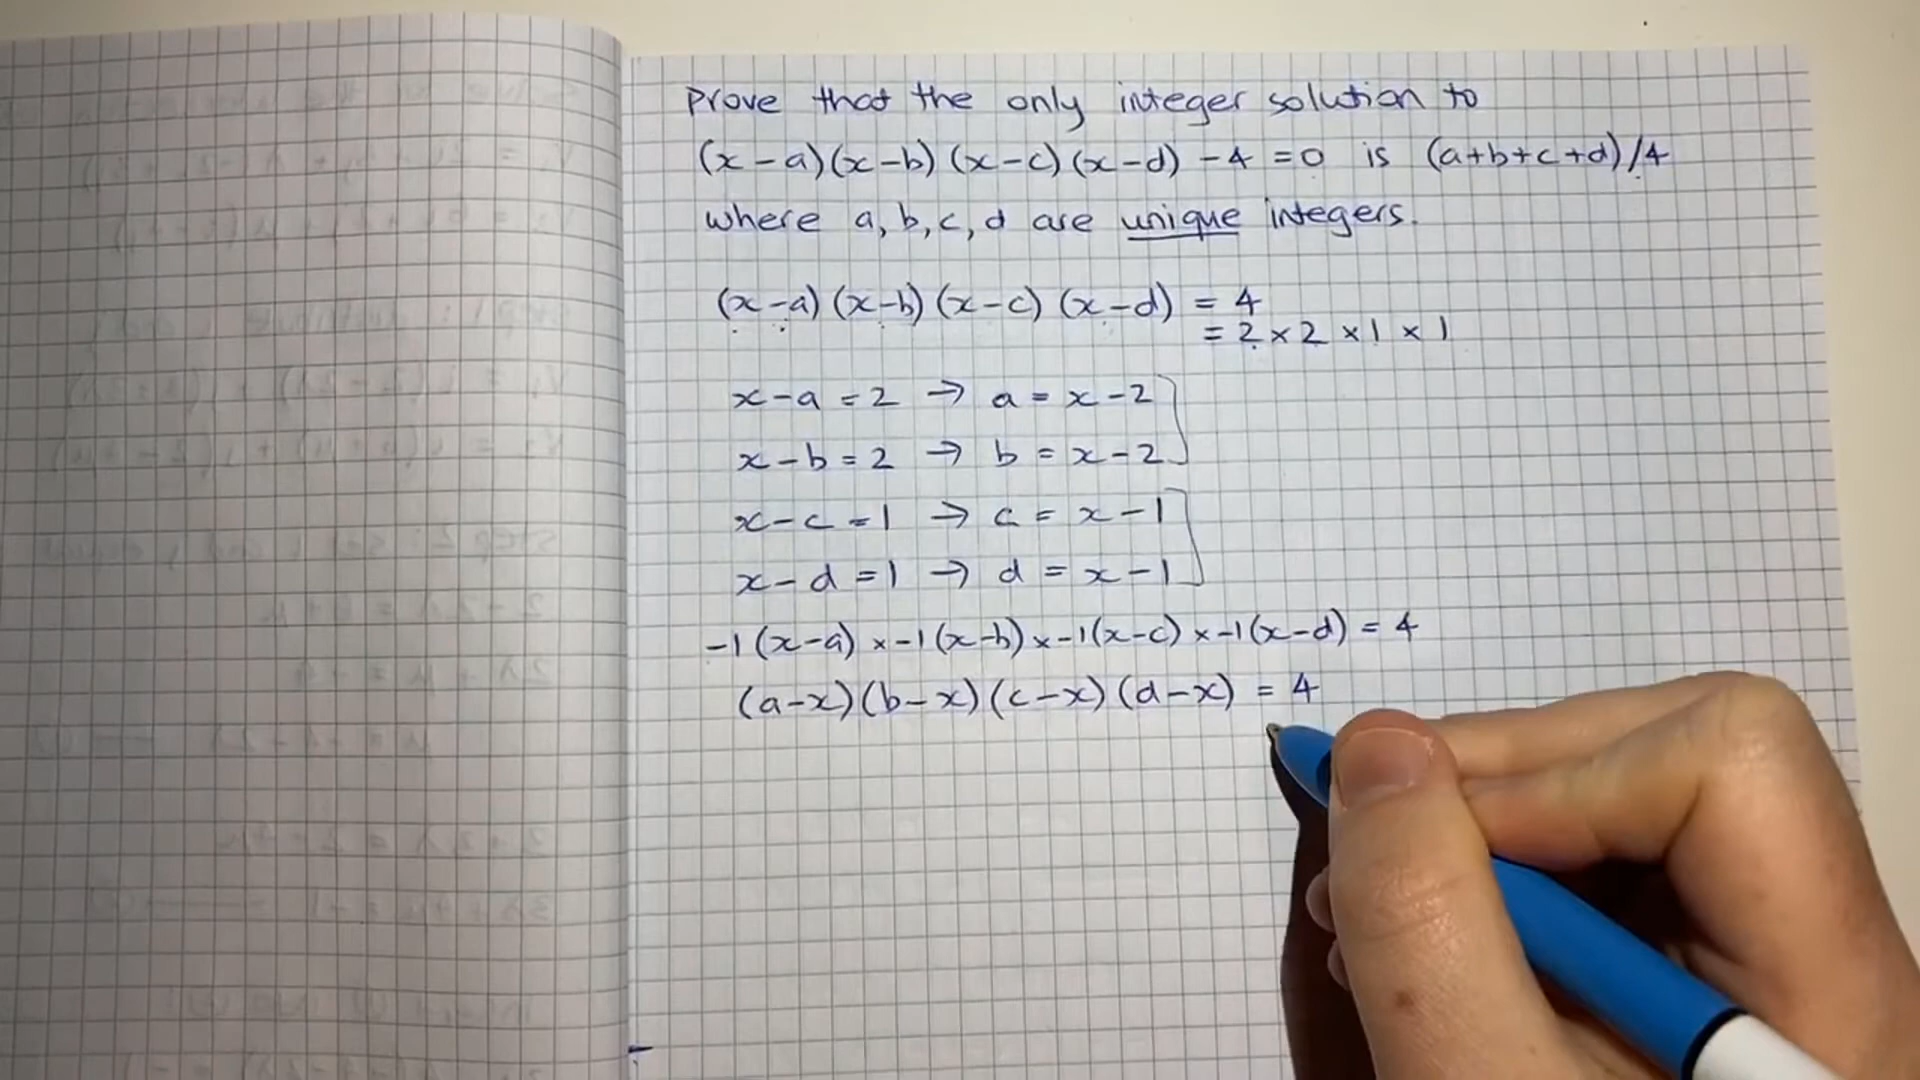 Prove that the only integer solution to
(x-a)(x-b)(x-c)(x-d)-4=0 is (a+b+c+d)/4
where a,b,c,d are unique integers.
(x-a)(x-b)(x-c)(x-d) = 4
= 2×2×1×1
x-a=2 → a=x-2
x-b=2 → b=x-2
x-c=1 → c=x-1
x-d=1 → d=x-1
-1(x-a)×-1(x-b)×-1(x-c)×-1(x-d)=4
(a-x)(b-x)(c-x)(d-x)=4